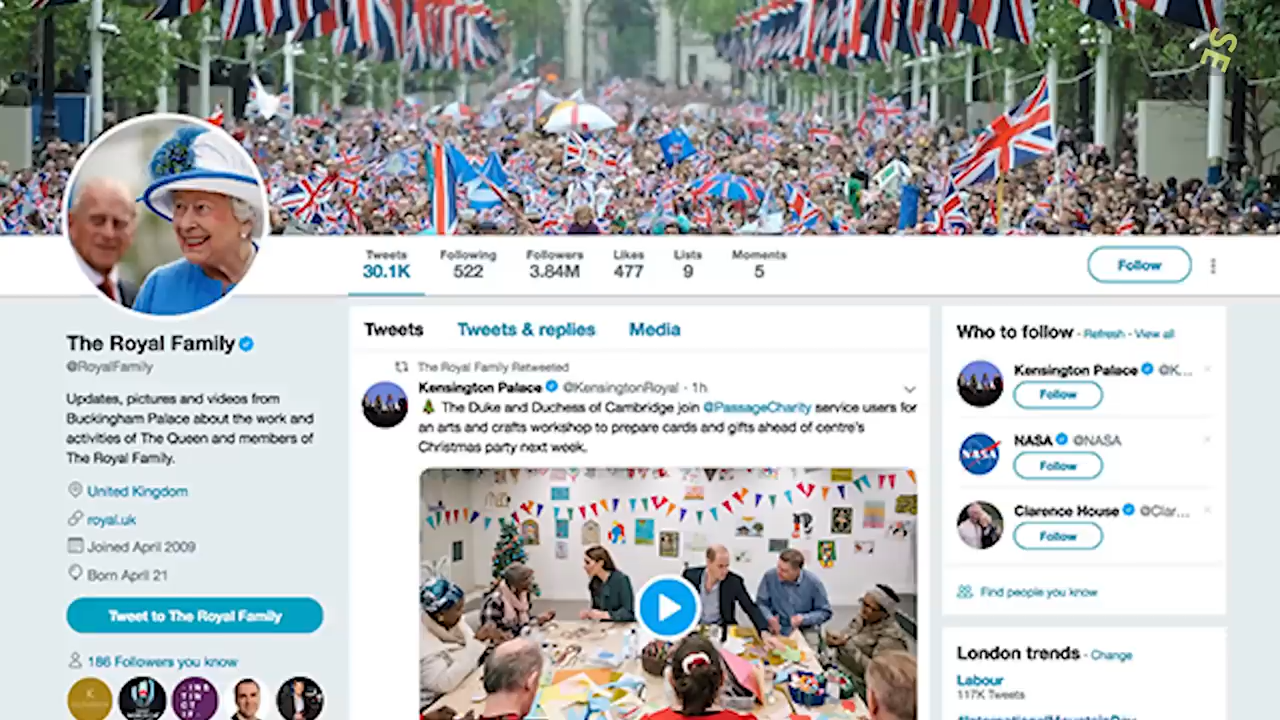 SE
Tweets
30.1K
Following
522
Followers
3.84M
Likes
477
Lists
9
Moments
5
Follow
The Royal Family
@RoyalFamily
Updates, pictures and videos from
Buckingham Palace about the work and
activities of The Queen and members of
The Royal Family.
United Kingdom
royal.uk
Joined April 2009
Born April 21
Tweet to The Royal Family
186 Followers you know
Tweets
Tweets & replies
Media
The Royal Family Retweeted
Kensington Palace @KensingtonRoyal · 1h
The Duke and Duchess of Cambridge join @PassageCharity service users for
an arts and crafts workshop to prepare cards and gifts ahead of centre's
Christmas party next week.
Who to follow · Refresh · View all
Kensington Palace @K...
Follow
NASA @NASA
NASA
Follow
Clarence House @Clar...
Follow
Find people you know
London trends · Change
Labour
117K Tweets
#InternationalMountainDay